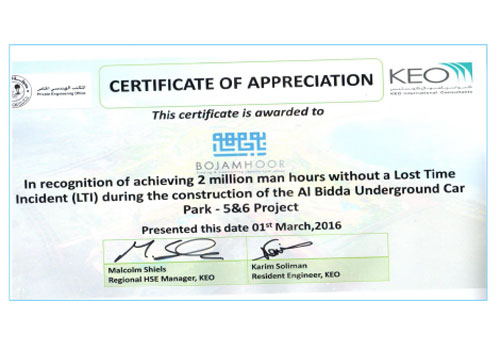 المكتب الهندسي الخاص
Private Engineering Office
CERTIFICATE OF APPRECIATION
KEO
KEO International Consultants
This certificate is awarded to
بوجمهور
BOJAMHOOR
In recognition of achieving 2 million man hours without a Lost Time
Incident (LTI) during the construction of the Al Bidda Underground Car
Park - 5&6 Project
Presented this date 01st March,2016
Malcolm Shiels
Regional HSE Manager, KEO
Karim Soliman
Resident Engineer, KEO